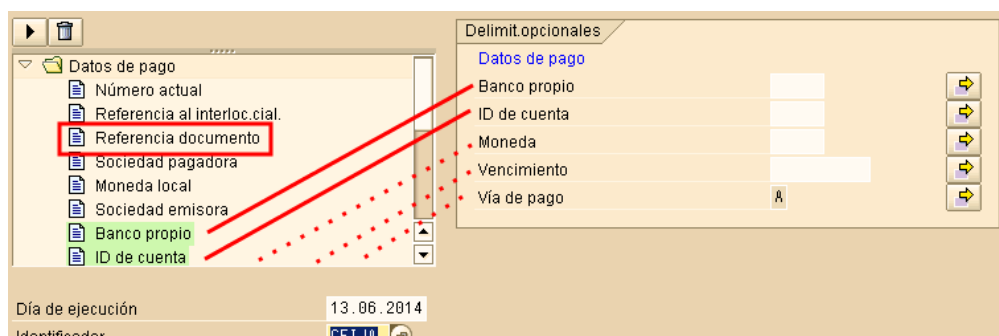 Datos de pago
Número actual
Referencia al interloc.cial.
Referencia documento
Sociedad pagadora
Moneda local
Sociedad emisora
Banco propio
ID de cuenta
Delimit.opcionales
Datos de pago
Banco propio
ID de cuenta
Moneda
Vencimiento
Vía de pago A
Día de ejecución 13.06.2014
Identificador